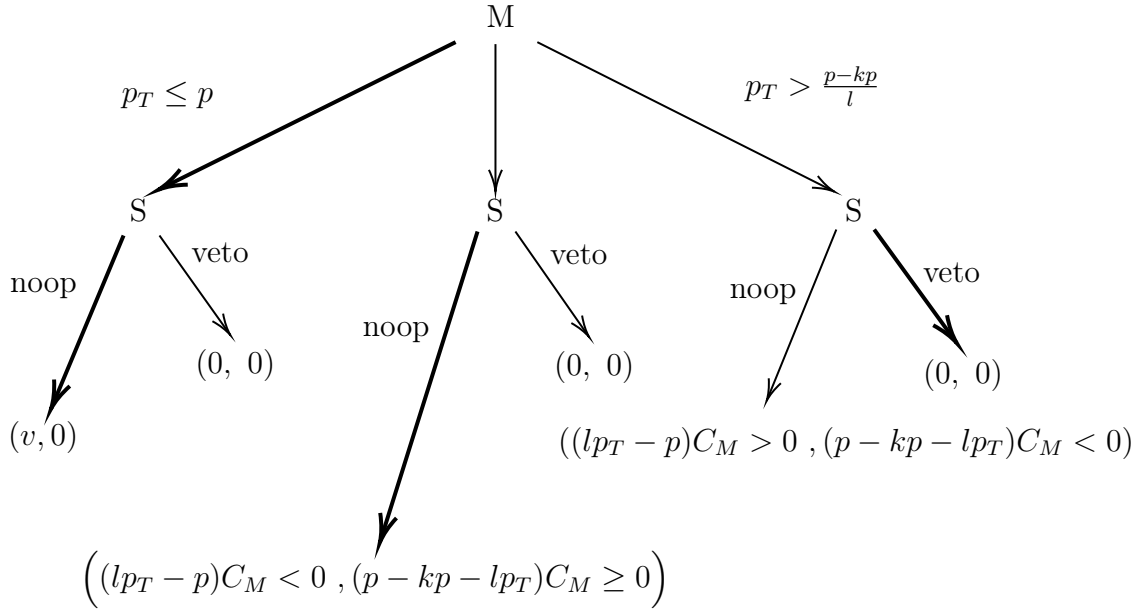 M
p_T ≤ p
p_T > \frac{p-kp}{l}
S
S
S
noop
veto
noop
veto
noop
veto
(0, 0)
(0, 0)
(0, 0)
(v,0)
((lp_T − p)C_M > 0 , (p − kp − lp_T)C_M < 0)
((lp_T − p)C_M < 0 , (p − kp − lp_T)C_M ≥ 0)